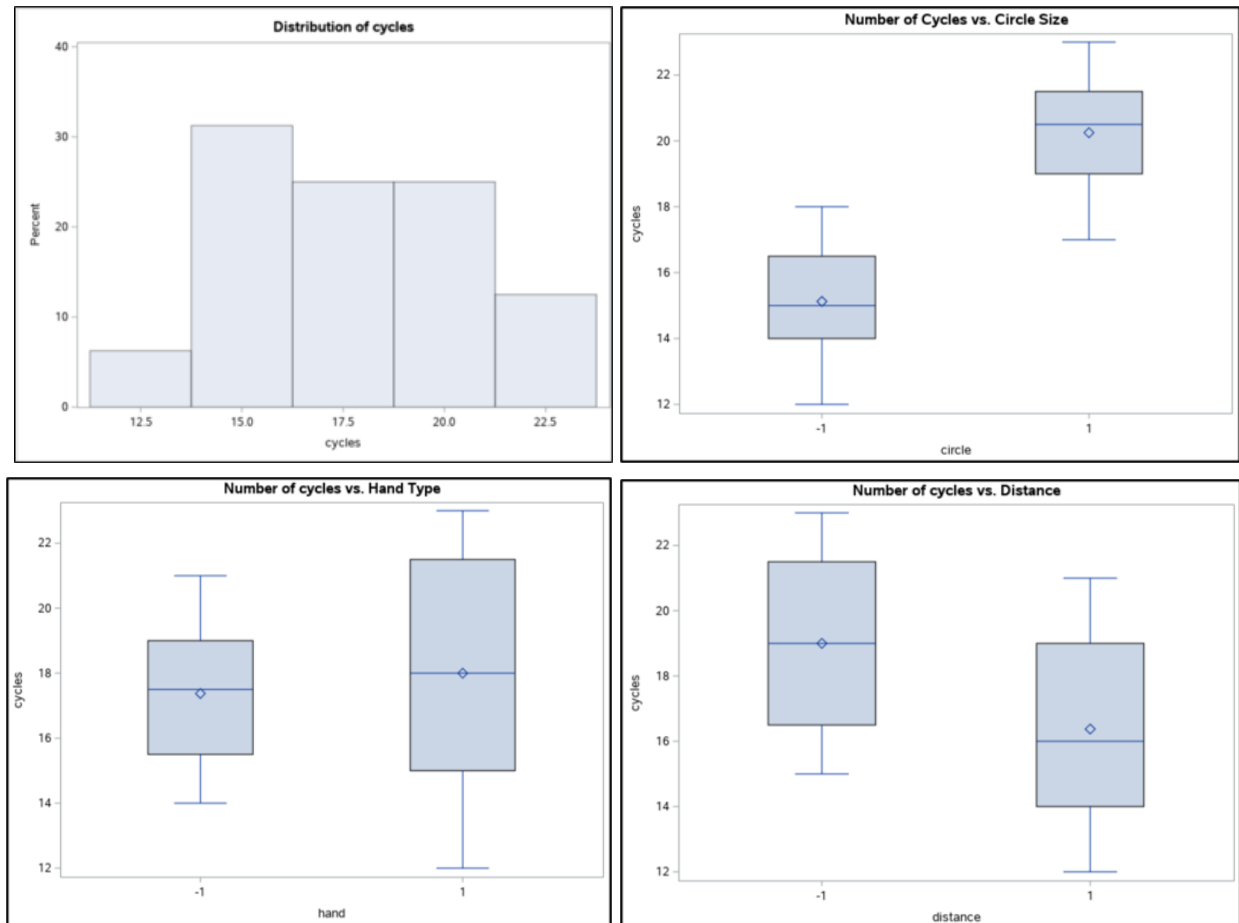 Distribution of cycles
40
30
20
10
0
Percent
12.5 15.0 17.5 20.0 22.5
cycles
Number of Cycles vs. Circle Size
22
20
18
16
14
12
cycles
-1 1
circle
Number of cycles vs. Hand Type
22
20
18
16
14
12
cycles
-1 1
hand
Number of cycles vs. Distance
22
20
18
16
14
12
cycles
-1 1
distance